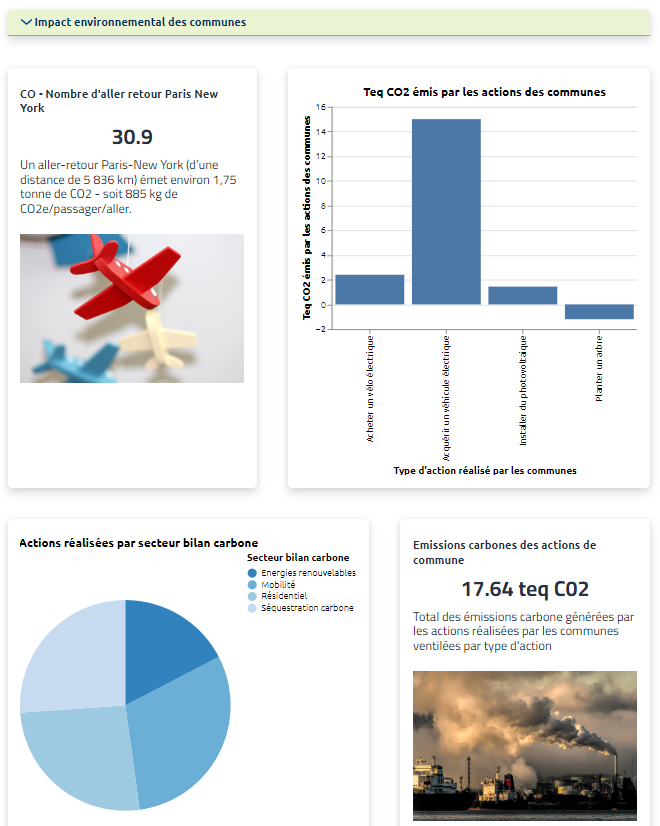 Impact environnemental des communes
CO - Nombre d'aller retour Paris New
York
30.9
Un aller-retour Paris-New York (d'une
distance de 5 836 km) émet environ 1,75
tonne de CO2 - soit 885 kg de
CO2e/passager/aller.
Teq CO2 émis par les actions des communes
Teq CO2 émis par les actions des communes
16
14
12
10
8
6
4
2
0
−2
Acheter un vélo électrique
Acquérir un véhicule électrique
Installer du photovoltaïque
Planter un arbre
Type d'action réalisé par les communes
Actions réalisées par secteur bilan carbone
Secteur bilan carbone
Energies renouvelables
Mobilité
Résidentiel
Séquestration carbone
Emissions carbones des actions de
commune
17.64 teq C02
Total des émissions carbone générées par
les actions réalisées par les communes
ventilées par type d'action